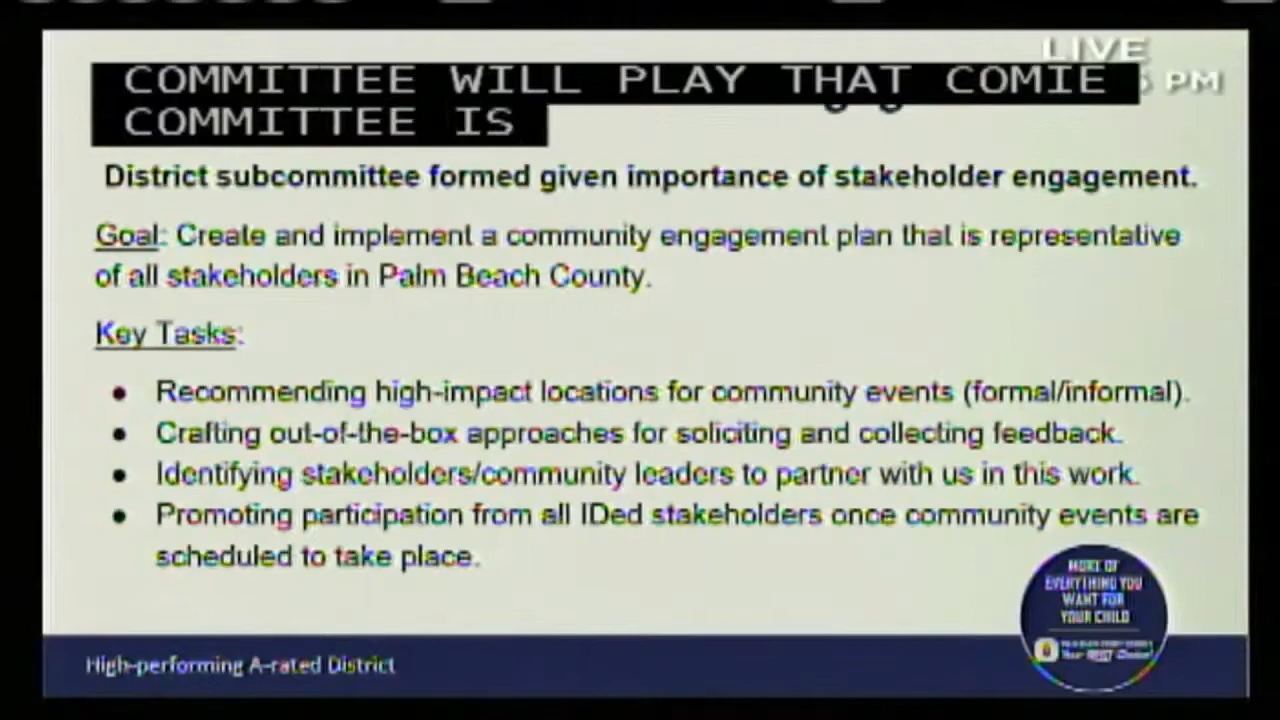 LIVE
COMMITTEE WILL PLAY THAT COMIE
PM
COMMITTEE IS
District subcommittee formed given importance of stakeholder engagement.
Goal: Create and implement a community engagement plan that is representative
of all stakeholders in Palm Beach County.
Key Tasks:
● Recommending high-impact locations for community events (formal/informal).
● Crafting out-of-the-box approaches for soliciting and collecting feedback.
● Identifying stakeholders/community leaders to partner with us in this work.
● Promoting participation from all IDed stakeholders once community events are
scheduled to take place.
MORE OF
EVERYTHING YOU
WANT FOR
YOUR CHILD
Your BEST Choice!
High-performing A-rated District